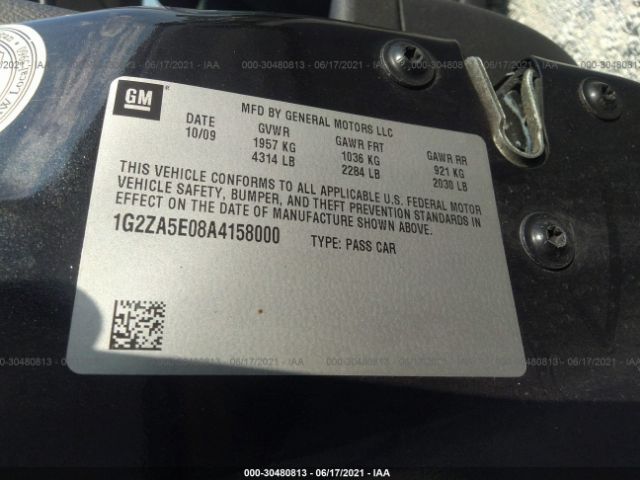 000-30480813 - 06/17/2021 - IAA
GM
MFD BY GENERAL MOTORS LLC
DATE GVWR GAWR FRT GAWR RR
10/09 1957 KG 1036 KG 921 KG
4314 LB 2284 LB 2030 LB
THIS VEHICLE CONFORMS TO ALL APPLICABLE U.S. FEDERAL MOTOR
VEHICLE SAFETY, BUMPER, AND THEFT PREVENTION STANDARDS IN
EFFECT ON THE DATE OF MANUFACTURE SHOWN ABOVE.
1G2ZA5E08A4158000 TYPE: PASS CAR
000-30480813 - 06/17/2021 - IAA
000-30480813 - 06/17/2021 - IAA